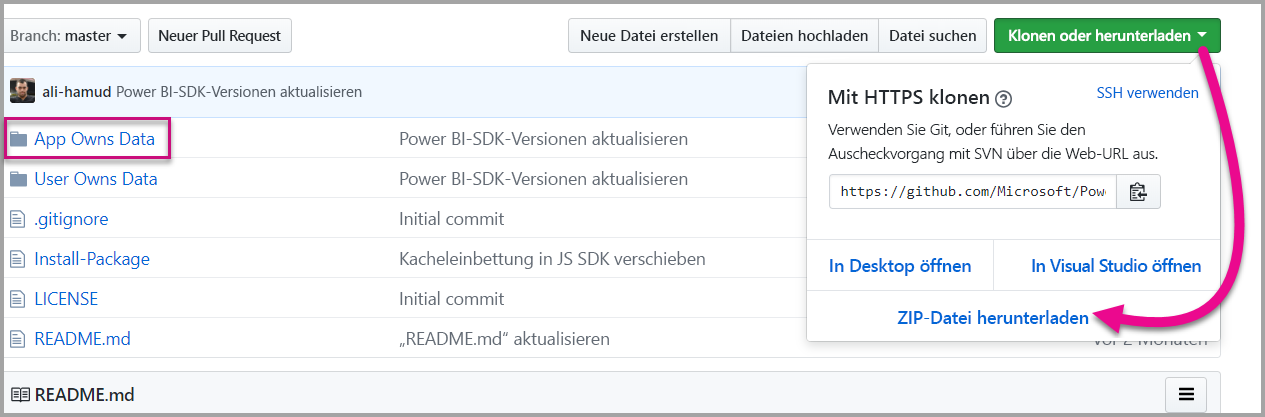 Branch: master
Neuer Pull Request
Neue Datei erstellen
Dateien hochladen
Datei suchen
Klonen oder herunterladen
ali-hamud Power BI-SDK-Versionen aktualisieren
App Owns Data
Power BI-SDK-Versionen aktualisieren
User Owns Data
Power BI-SDK-Versionen aktualisieren
.gitignore
Initial commit
Install-Package
Kacheleinbettung in JS SDK verschieben
LICENSE
Initial commit
README.md
„README.md“ aktualisieren
vor 2 Monaten
Mit HTTPS klonen
SSH verwenden
Verwenden Sie Git, oder führen Sie den
Auscheckvorgang mit SVN über die Web-URL aus.
https://github.com/Microsoft/Pow
In Desktop öffnen
In Visual Studio öffnen
ZIP-Datei herunterladen
README.md